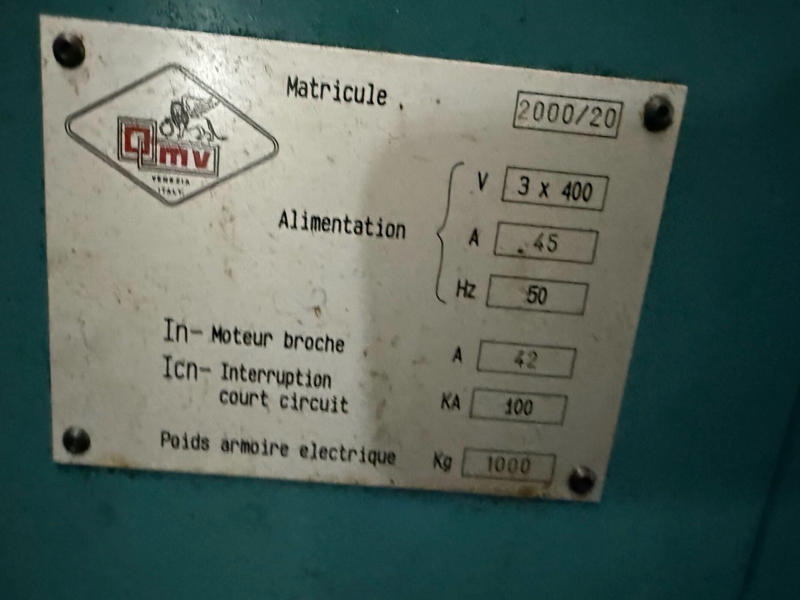 Matricule 2000/20
mv
VENEZIA
ITALY
Alimentation
V 3 x 400
A 45
Hz 50
In- Moteur broche A 42
Icn- Interruption
court circuit KA 100
Poids armoire electrique Kg 1000